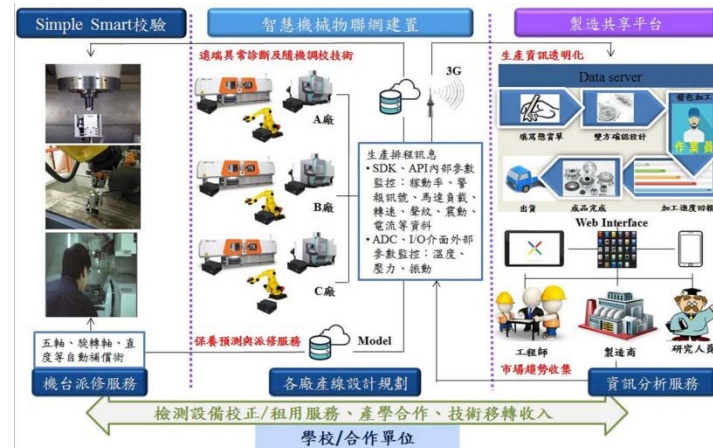 Simple Smart校驗
智慧機械物聯網建置
製造共享平台
遠端異常診斷及隨機調校技術
3G
A廠
B廠
C廠
生產排程訊息
•SDK、API內部參數
監控：稼動率、警
報訊號、馬達負載、
轉速、聲紋、震動、
電流等資料
•ADC、I/O介面外部
參數監控：溫度、
壓力、振動
保養預測與派修服務
Model
五軸、旋轉軸、直
度等自動補償術
生產資訊透明化
Data server
填寫懸賞單
雙方確認設計
發包加工
作業員
出貨
成品完成
加工進度回報
Web Interface
工程師
製造商
研究人員
市場趨勢收集
機台派修服務
各廠產線設計規劃
資訊分析服務
檢測設備校正/租用服務、產學合作、技術移轉收入
學校/合作單位